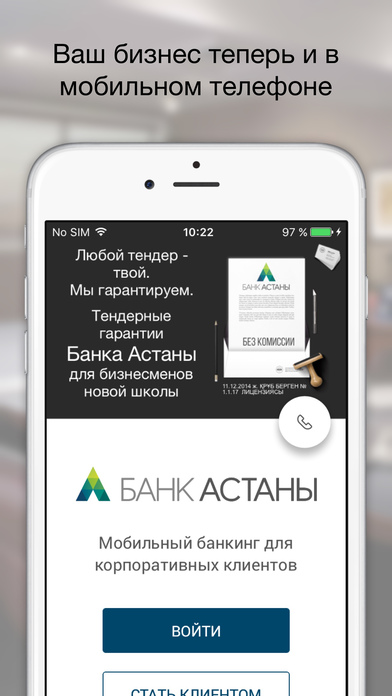 Ваш бизнес теперь и в
мобильном телефоне
No SIM 10:22 97 %
Любой тендер -
твой.
Мы гарантируем.
Тендерные
гарантии
Банка Астаны
для бизнесменов
новой школы
БАНК АСТАНЫ
БЕЗ КОМИССИИ
11.12.2014 ж. ҚРҰБ БЕРГЕН №
1.1.17 ЛИЦЕНЗИЯСЫ
БАНК АСТАНЫ
Мобильный банкинг для
корпоративных клиентов
ВОЙТИ
СТАТЬ КЛИЕНТОМ